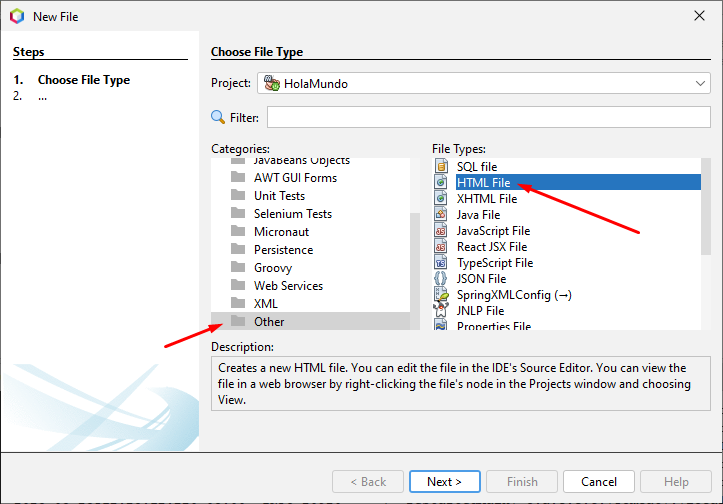 New File
Steps
1. Choose File Type
2. ...
Choose File Type
Project: HolaMundo
Filter:
Categories:
JavaBeans Objects
AWT GUI Forms
Unit Tests
Selenium Tests
Micronaut
Persistence
Groovy
Web Services
XML
Other
File Types:
SQL file
HTML File
XHTML File
Java File
JavaScript File
React JSX File
TypeScript File
JSON File
SpringXMLConfig (→)
JNLP File
Properties File
Description:
Creates a new HTML file. You can edit the file in the IDE's Source Editor. You can view the
file in a web browser by right-clicking the file's node in the Projects window and choosing
View.
< Back Next > Finish Cancel Help